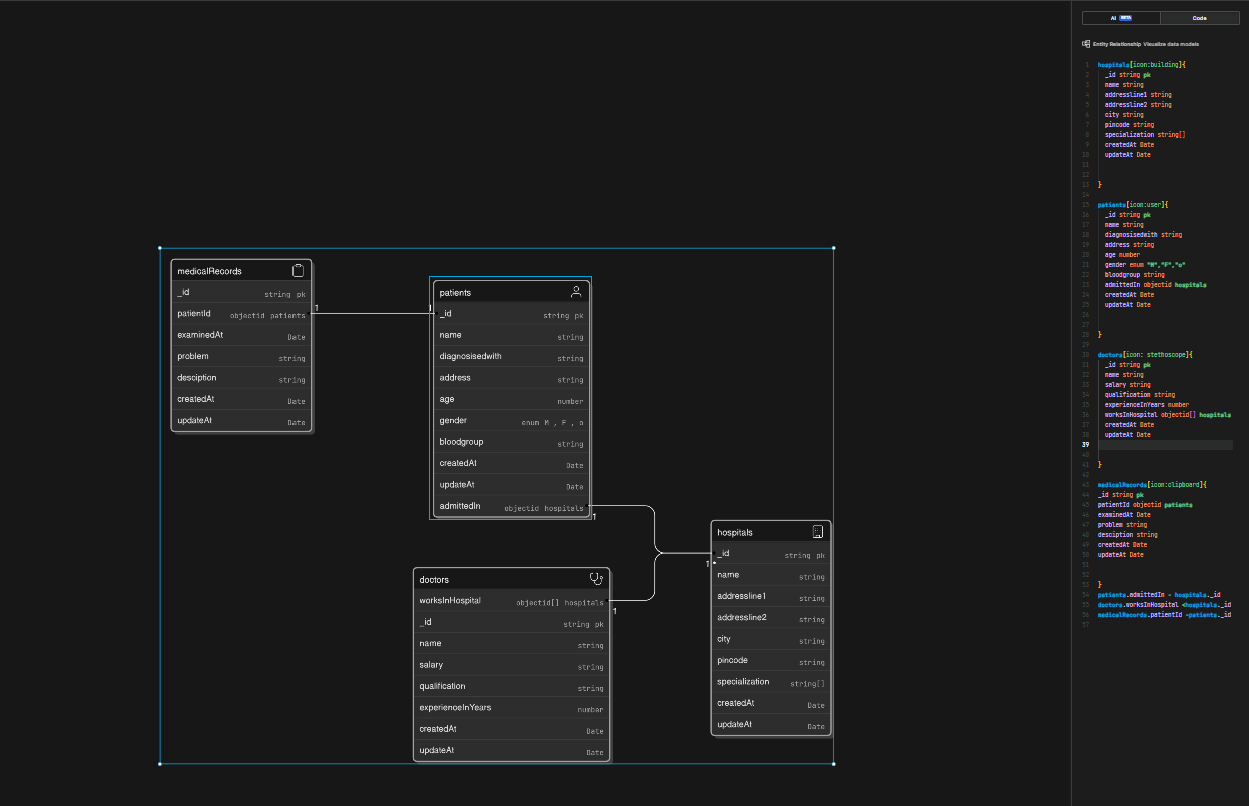 medicalRecords
_id string pk
patientId objectid patients
examinedAt Date
problem string
desciption string
createdAt Date
updateAt Date
1
1
patients
_id string pk
name string
diagnosisedwith string
address string
age number
gender enum M , F , o
bloodgroup string
createdAt Date
updateAt Date
admittedIn objectid hospitals
1
doctors
worksInHospital objectid[] hospitals
_id string pk
name string
salary string
qualification string
experienceInYears number
createdAt Date
updateAt Date
1
hospitals
_id string pk
name string
addressline1 string
addressline2 string
city string
pincode string
specialization string[]
createdAt Date
updateAt Date
1
AI BETA Code
Entity Relationship Visualize data models
1 hospitals[icon:building]{
2 _id string pk
3 name string
4 addressline1 string
5 addressline2 string
6 city string
7 pincode string
8 specialization string[]
9 createdAt Date
10 updateAt Date
11
12
13 }
14
15 patients[icon:user]{
16 _id string pk
17 name string
18 diagnosisedwith string
19 address string
20 age number
21 gender enum "M","F","o"
22 bloodgroup string
23 admittedIn objectid hospitals
24 createdAt Date
25 updateAt Date
26
27
28 }
29
30 doctors[icon: stethoscope]{
31 _id string pk
32 name string
33 salary string
34 qualification string
35 experienceInYears number
36 worksInHospital objectid[] hospitals
37 createdAt Date
38 updateAt Date
39
40
41 }
42
43 medicalRecords[icon:clipboard]{
44 _id string pk
45 patientId objectid patients
46 examinedAt Date
47 problem string
48 desciption string
49 createdAt Date
50 updateAt Date
51
52
53 }
54 patients.admittedIn - hospitals._id
55 doctors.worksInHospital <hospitals._id
56 medicalRecords.patientId -patients._id
57